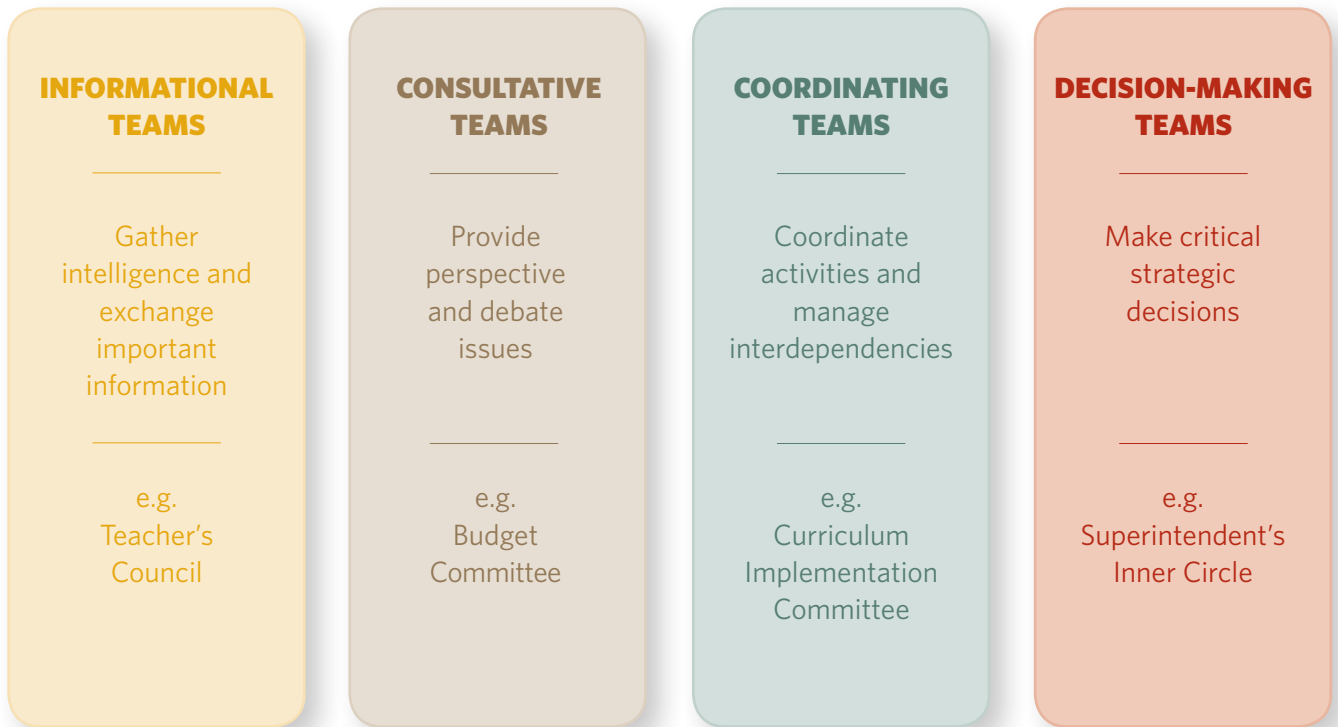 INFORMATIONAL
TEAMS
Gather
intelligence and
exchange
important
information
e.g.
Teacher’s
Council
CONSULTATIVE
TEAMS
Provide
perspective
and debate
issues
e.g.
Budget
Committee
COORDINATING
TEAMS
Coordinate
activities and
manage
interdependencies
e.g.
Curriculum
Implementation
Committee
DECISION-MAKING
TEAMS
Make critical
strategic
decisions
e.g.
Superintendent’s
Inner Circle